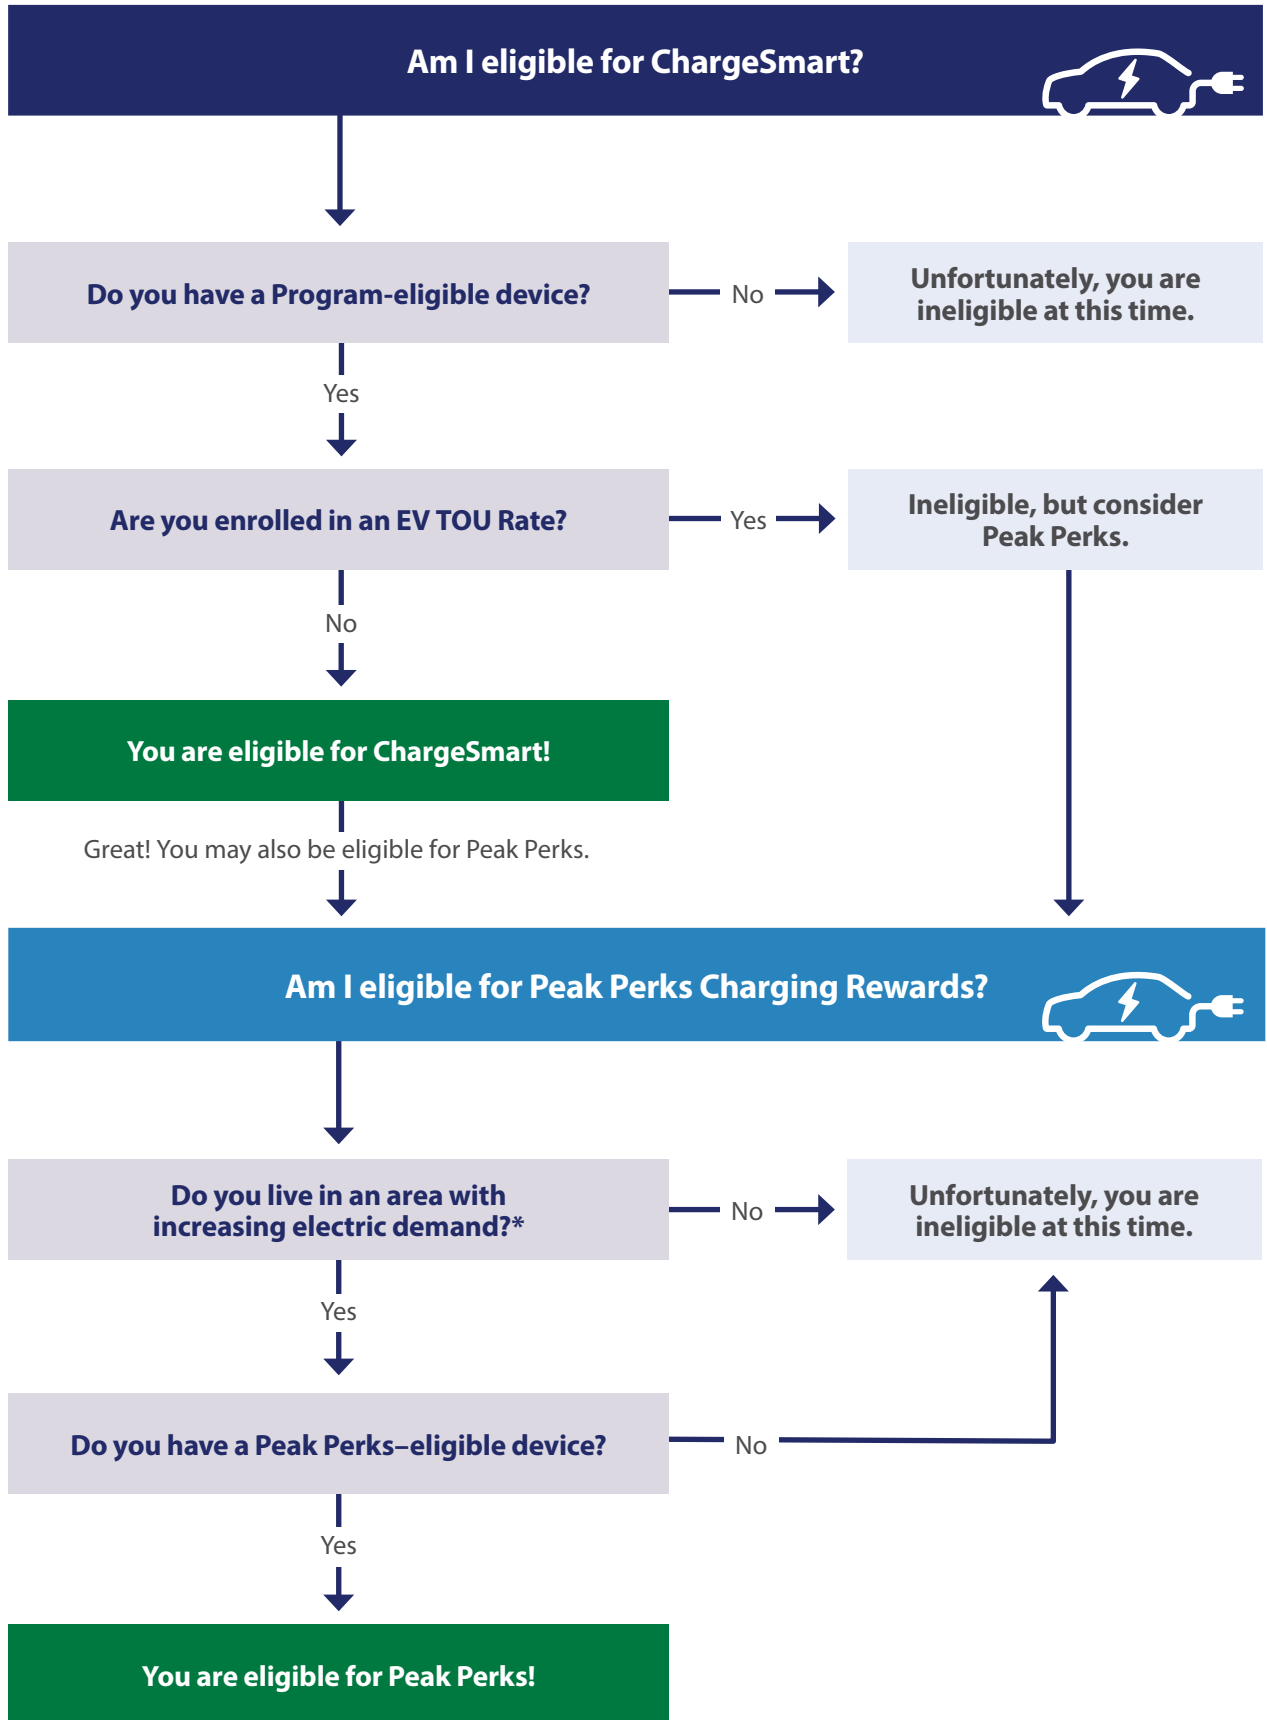 Am I eligible for ChargeSmart?
Do you have a Program-eligible device?
No
Unfortunately, you are
ineligible at this time.
Yes
Are you enrolled in an EV TOU Rate?
Yes
Ineligible, but consider
Peak Perks.
No
You are eligible for ChargeSmart!
Great! You may also be eligible for Peak Perks.
Am I eligible for Peak Perks Charging Rewards?
Do you live in an area with
increasing electric demand?*
No
Unfortunately, you are
ineligible at this time.
Yes
Do you have a Peak Perks–eligible device?
No
Yes
You are eligible for Peak Perks!